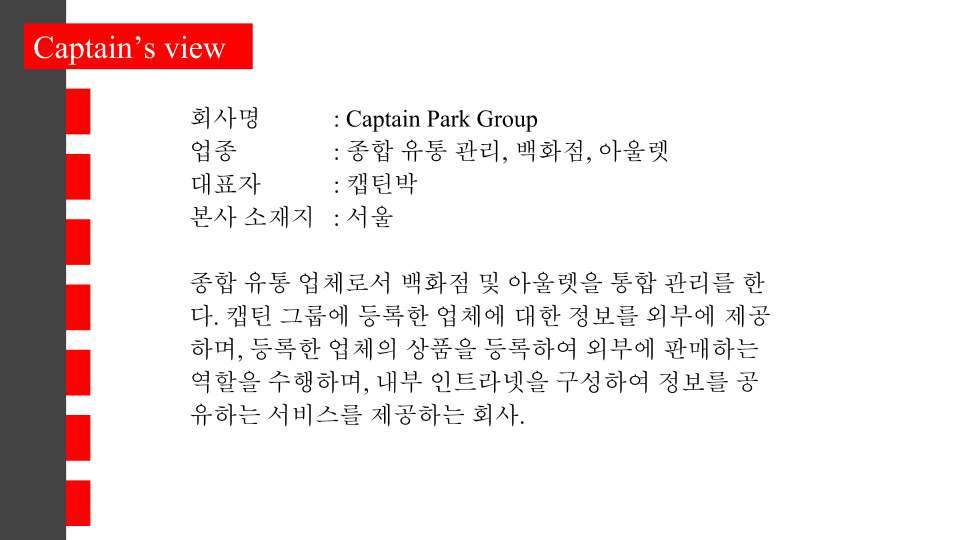 Captain’s view
회사명 : Captain Park Group
업종 : 종합 유통 관리, 백화점, 아울렛
대표자 : 캡틴박
본사 소재지 : 서울
종합 유통 업체로서 백화점 및 아울렛을 통합 관리를 한
다. 캡틴 그룹에 등록한 업체에 대한 정보를 외부에 제공
하며, 등록한 업체의 상품을 등록하여 외부에 판매하는
역할을 수행하며, 내부 인트라넷을 구성하여 정보를 공
유하는 서비스를 제공하는 회사.